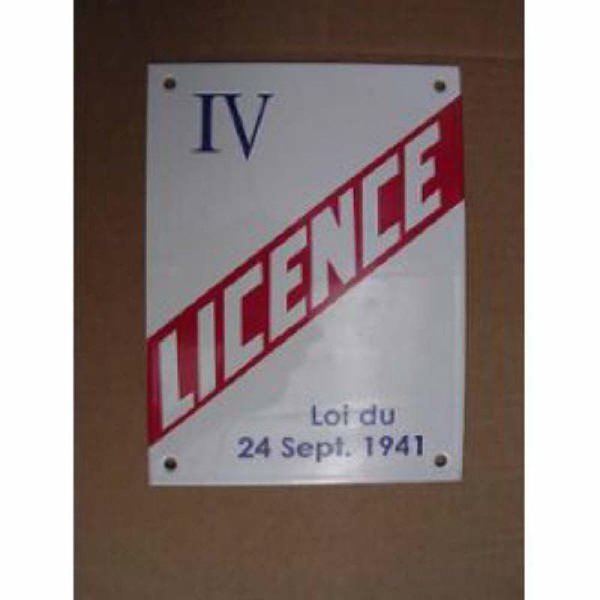 IV
LICENCE
Loi du
24 Sept. 1941